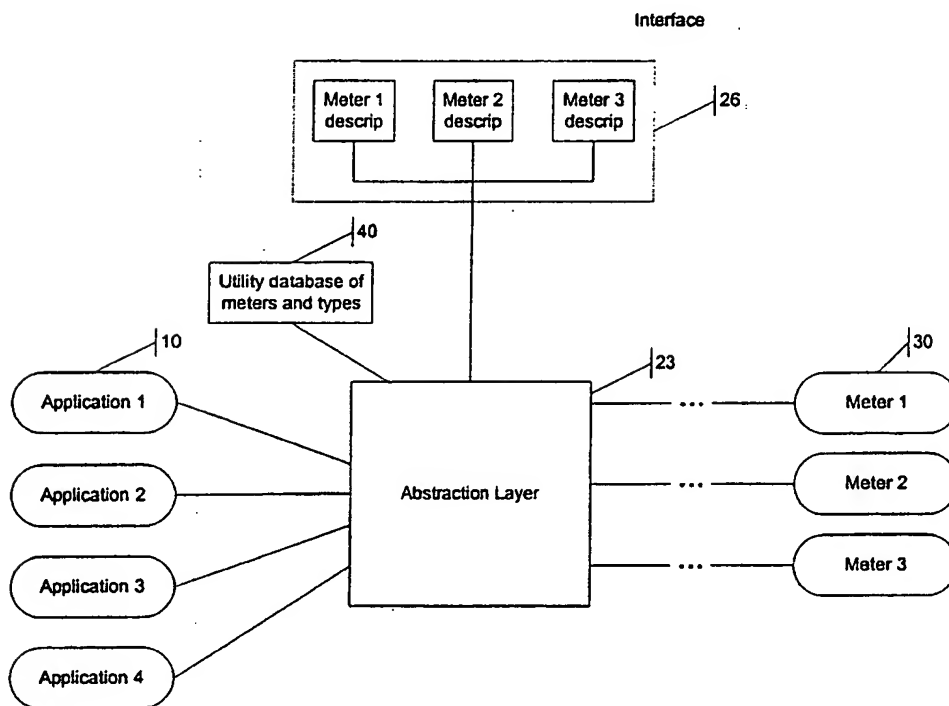 Interface
Meter 1
descrip
Meter 2
descrip
Meter 3
descrip
26
40
Utility database of
meters and types
10
23
30
Application 1
Application 2
Application 3
Application 4
Abstraction Layer
...
Meter 1
...
Meter 2
...
Meter 3